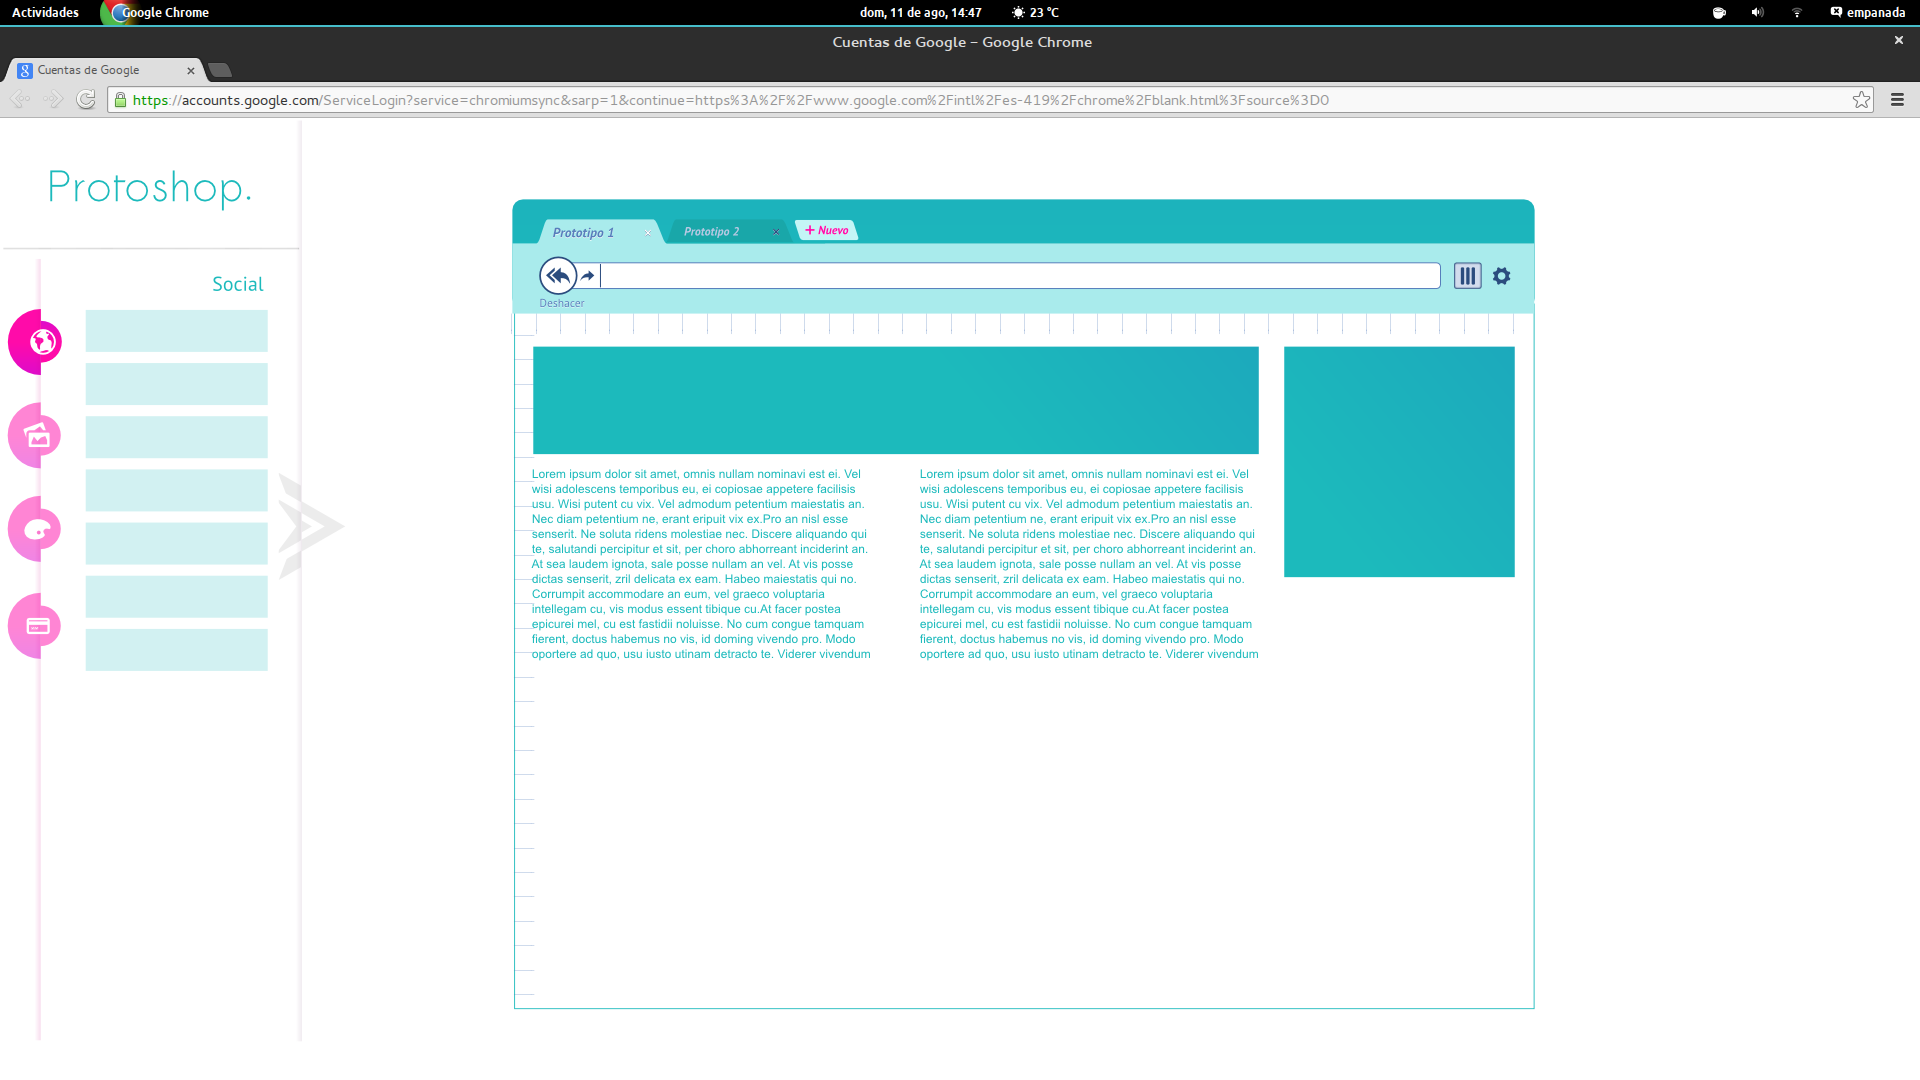 Actividades Google Chrome dom, 11 de ago, 14:47 23 °C empanada
Cuentas de Google – Google Chrome
Cuentas de Google
https://accounts.google.com/ServiceLogin?service=chromiumsync&sarp=1&continue=https%3A%2F%2Fwww.google.com%2Fintl%2Fes-419%2Fchrome%2Fblank.html%3Fsource%3D0
Protoshop.
Social
Prototipo 1 Prototipo 2 + Nuevo
Deshacer
Lorem ipsum dolor sit amet, omnis nullam nominavi est ei. Vel
wisi adolescens temporibus eu, ei copiosae appetere facilisis
usu. Wisi putent cu vix. Vel admodum petentium maiestatis an.
Nec diam petentium ne, erant eripuit vix ex.Pro an nisl esse
senserit. Ne soluta ridens molestiae nec. Discere aliquando qui
te, salutandi percipitur et sit, per choro abhorreant inciderint an.
At sea laudem ignota, sale posse nullam an vel. At vis posse
dictas senserit, zril delicata ex eam. Habeo maiestatis qui no.
Corrumpit accommodare an eum, vel graeco voluptaria
intellegam cu, vis modus essent tibique cu.At facer postea
epicurei mel, cu est fastidii noluisse. No cum congue tamquam
fierent, doctus habemus no vis, id doming vivendo pro. Modo
oportere ad quo, usu iusto utinam detracto te. Viderer vivendum
Lorem ipsum dolor sit amet, omnis nullam nominavi est ei. Vel
wisi adolescens temporibus eu, ei copiosae appetere facilisis
usu. Wisi putent cu vix. Vel admodum petentium maiestatis an.
Nec diam petentium ne, erant eripuit vix ex.Pro an nisl esse
senserit. Ne soluta ridens molestiae nec. Discere aliquando qui
te, salutandi percipitur et sit, per choro abhorreant inciderint an.
At sea laudem ignota, sale posse nullam an vel. At vis posse
dictas senserit, zril delicata ex eam. Habeo maiestatis qui no.
Corrumpit accommodare an eum, vel graeco voluptaria
intellegam cu, vis modus essent tibique cu.At facer postea
epicurei mel, cu est fastidii noluisse. No cum congue tamquam
fierent, doctus habemus no vis, id doming vivendo pro. Modo
oportere ad quo, usu iusto utinam detracto te. Viderer vivendum